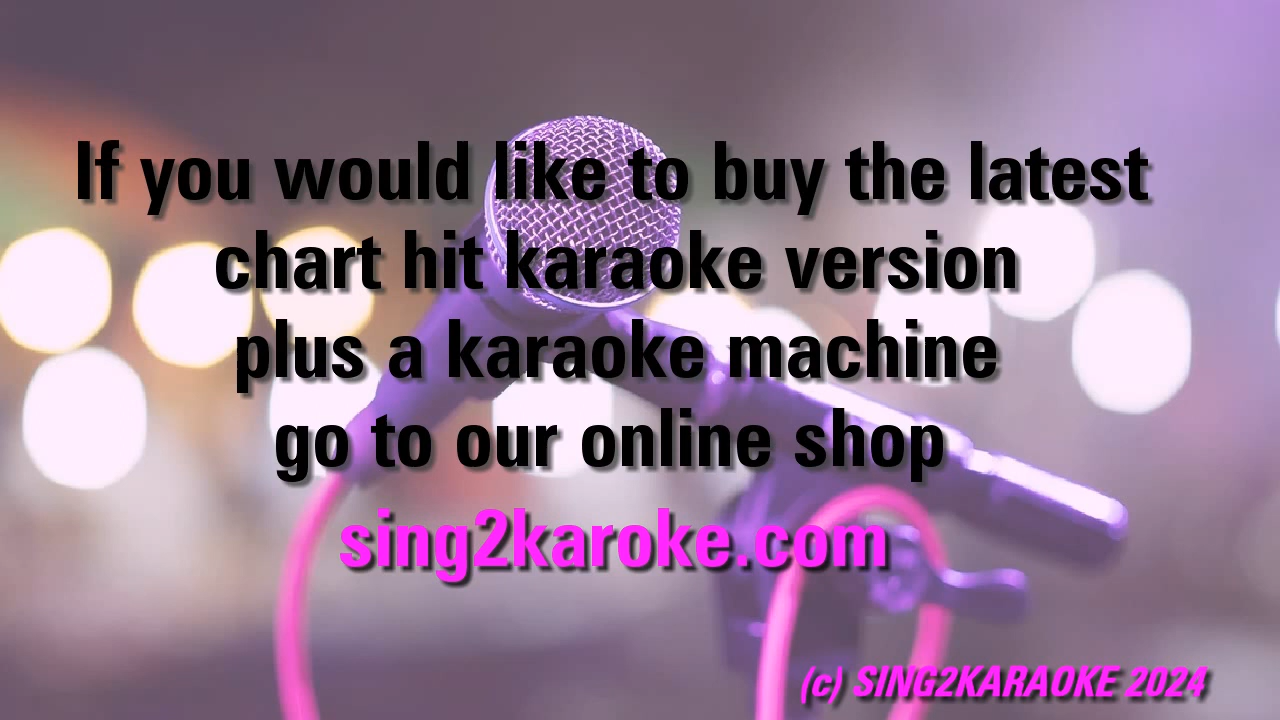 If you would like to buy the latest
chart hit karaoke version
plus a karaoke machine
go to our online shop
sing2karoke.com
(c) SING2KARAOKE 2024